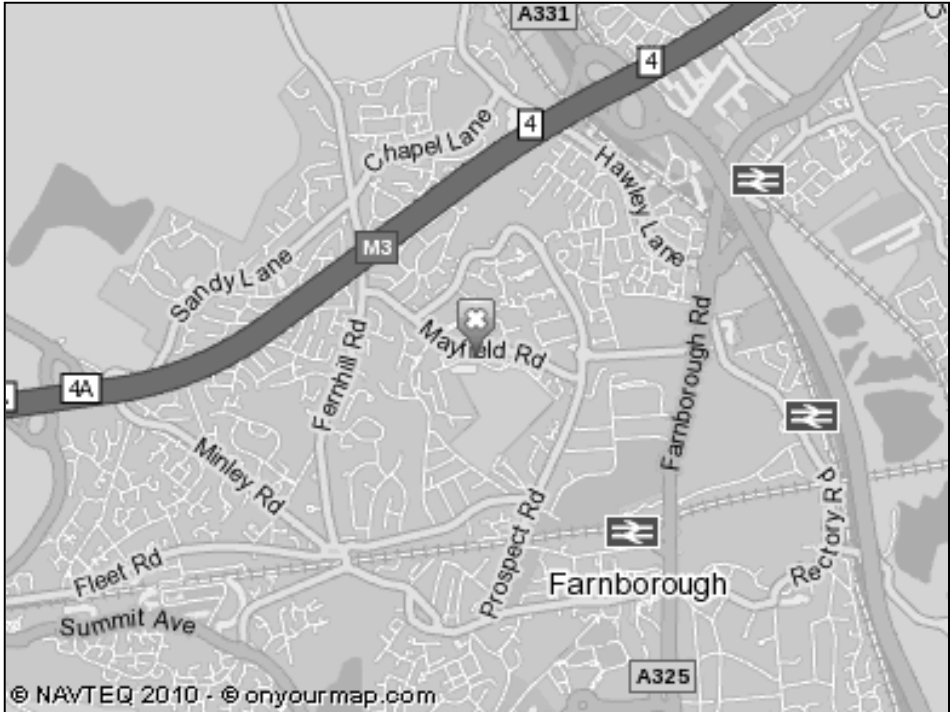 A331
4
4
Chapel Lane
Hawley Lane
M3
Sandy Lane
Mayfield Rd
Fernhill Rd
Farnborough Rd
4A
Minley Rd
Prospect Rd
Rectory Rd
Fleet Rd
Farnborough
Summit Ave
A325
© NAVTEQ 2010 - © onyourmap.com